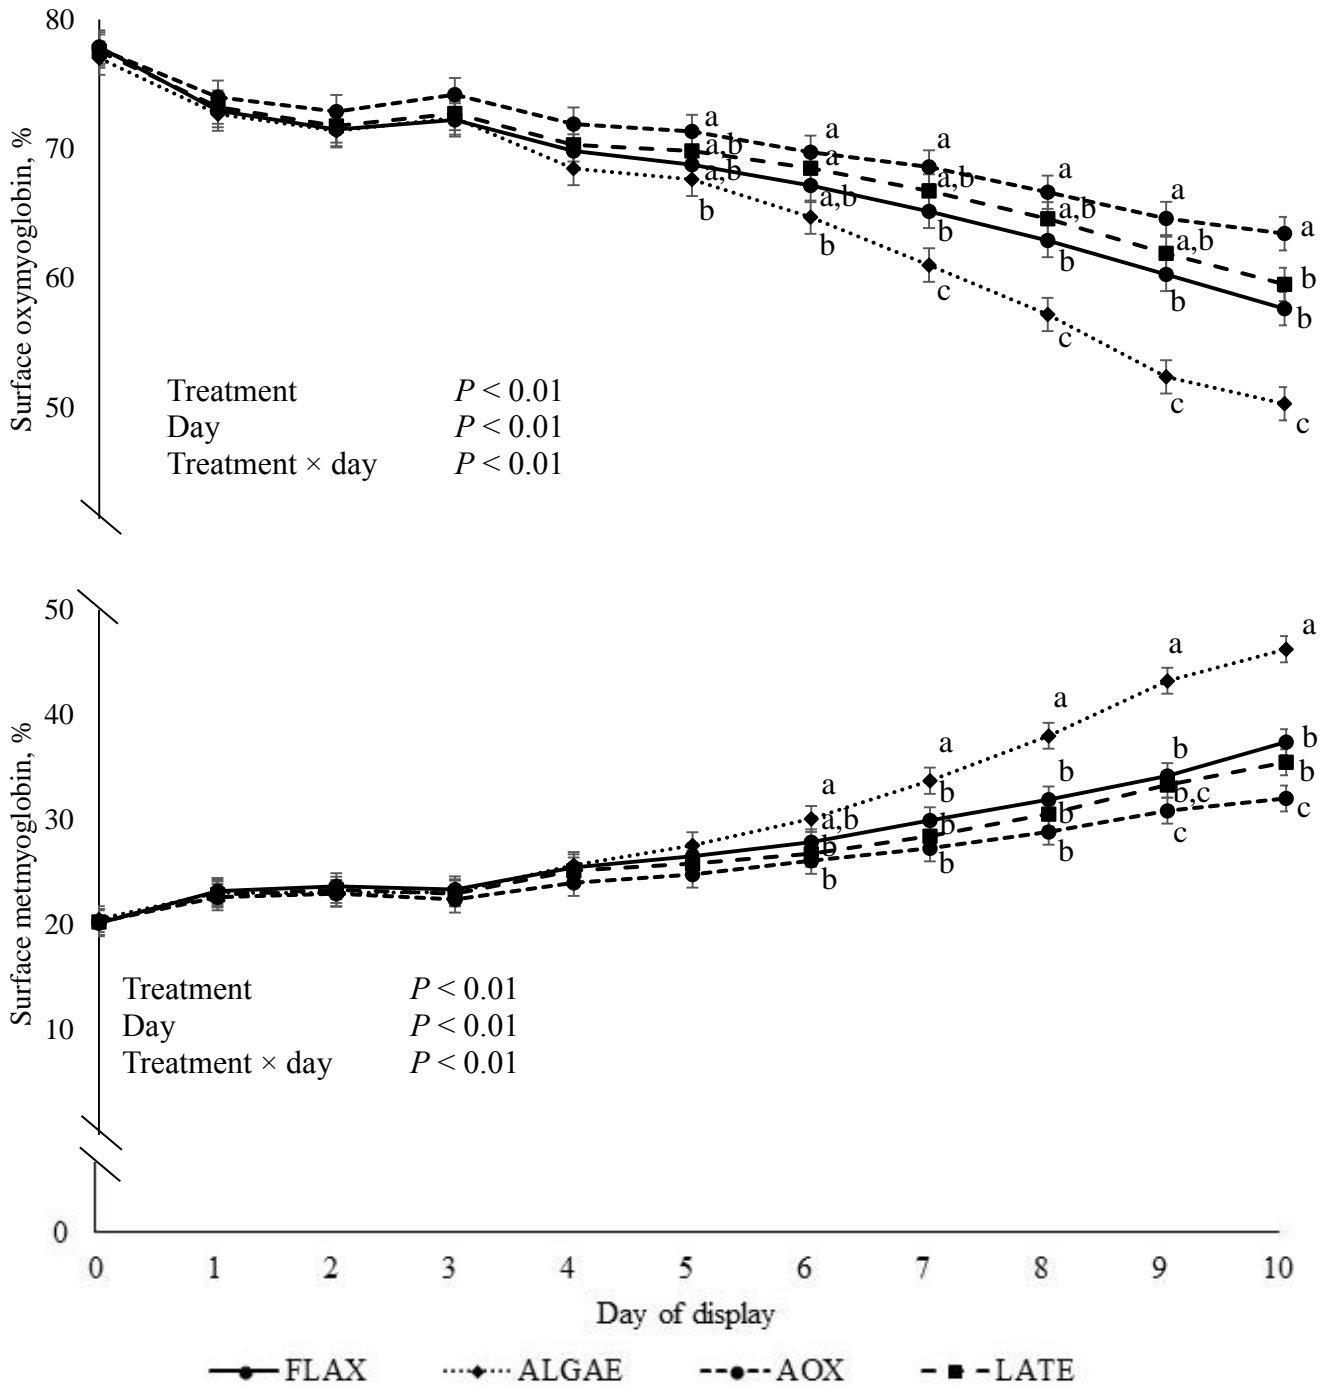 80
70
60
50
Surface oxymyoglobin, %
a
a,b
a,b
b
a
a
a,b
b
a
a,b
b
c
a
a,b
b
c
a
a,b
b
c
a
b
b
c
Treatment P < 0.01
Day P < 0.01
Treatment × day P < 0.01
50
40
30
20
10
0
Surface metmyoglobin, %
a
a,b
b
b
a
b
b
b
a
b
b
b
a
b
b,c
c
a
b
b
c
Treatment P < 0.01
Day P < 0.01
Treatment × day P < 0.01
0 1 2 3 4 5 6 7 8 9 10
Day of display
FLAX ALGAE AOX LATE